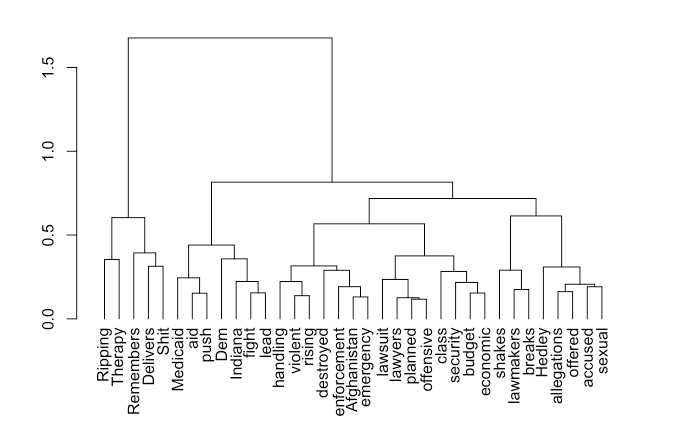 1.5
1.0
0.5
0.0
Ripping
Therapy
Remembers
Delivers
Shit
Medicaid
aid
push
Dem
Indiana
fight
lead
handling
violent
rising
destroyed
enforcement
Afghanistan
emergency
lawsuit
lawyers
planned
offensive
class
security
budget
economic
shakes
lawmakers
breaks
Hedley
allegations
offered
accused
sexual